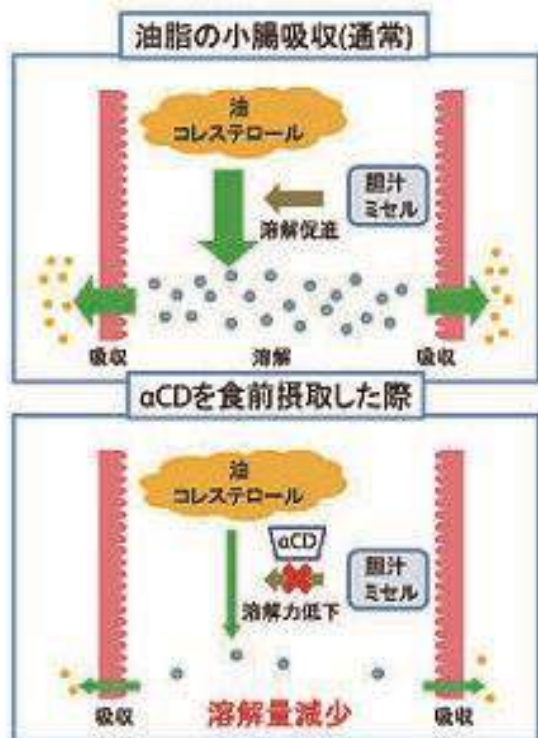 油脂の小腸吸収(通常)
油
コレステロール
胆汁
ミセル
溶解促進
吸収
溶解
吸収
αCDを食前摂取した際
油
コレステロール
αCD
胆汁
ミセル
溶解力低下
吸収
溶解量減少
吸収